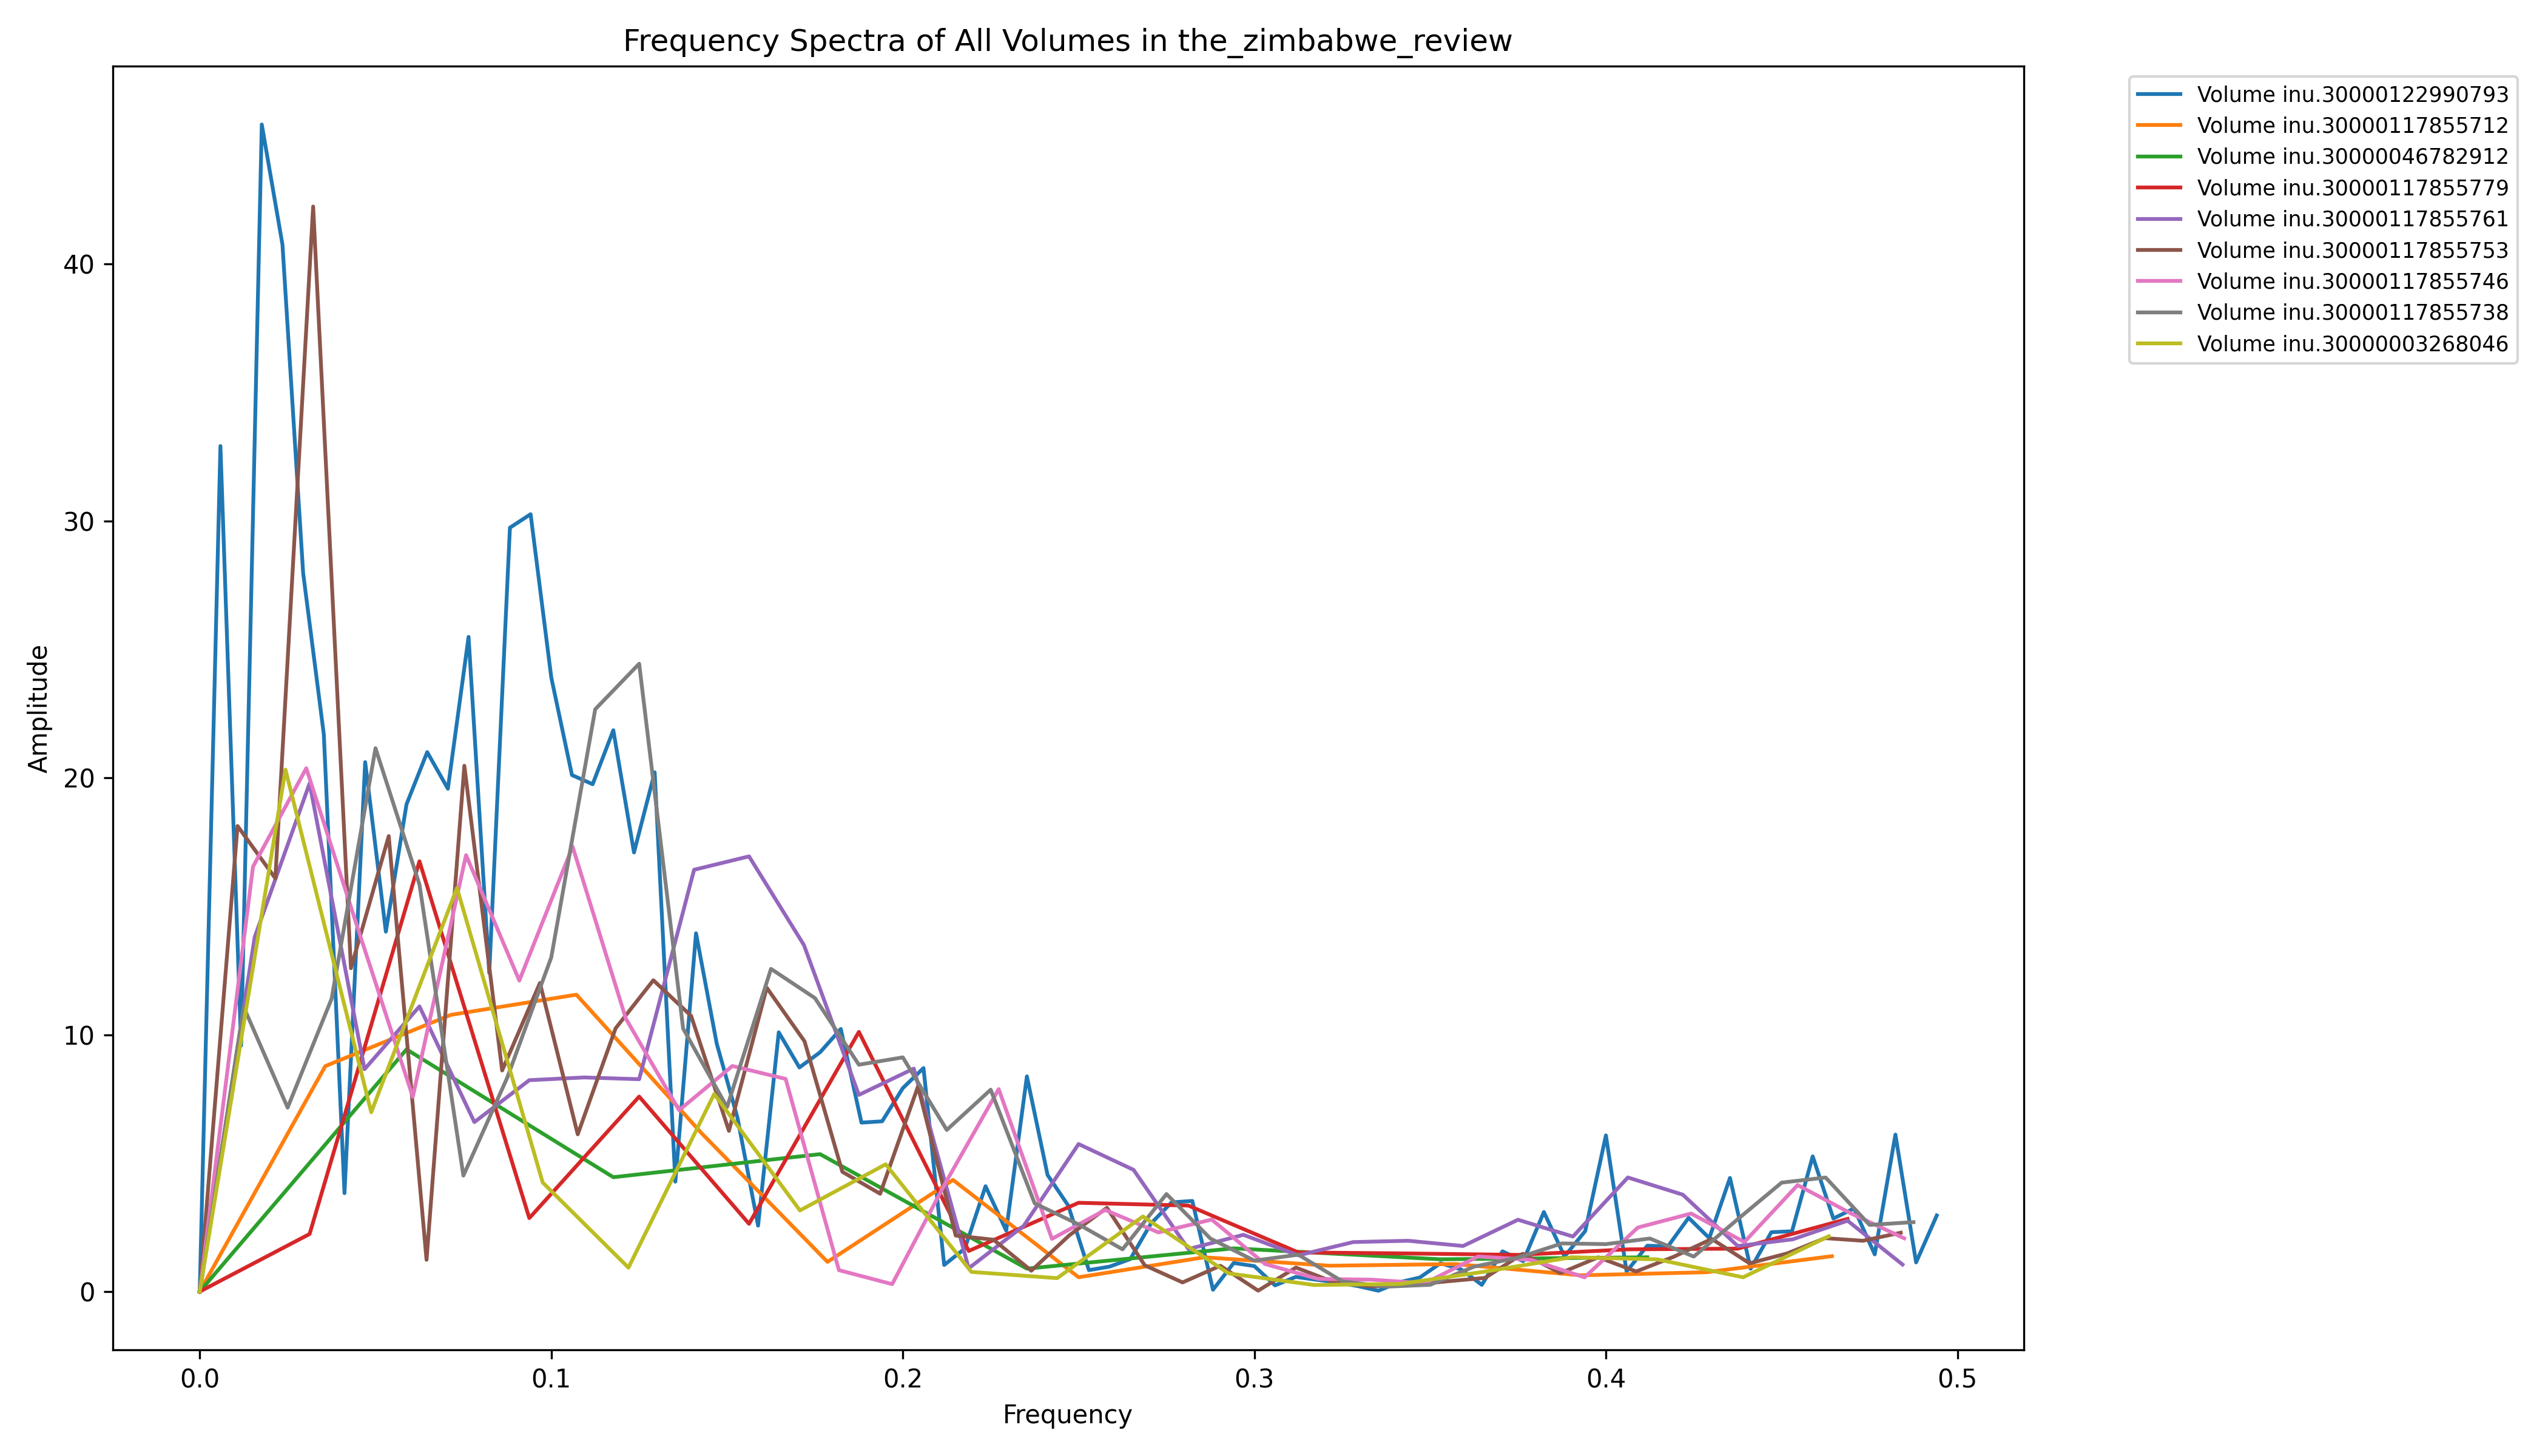 Frequency Spectra of All Volumes in the_zimbabwe_review
Volume inu.30000122990793
Volume inu.30000117855712
Volume inu.30000046782912
Volume inu.30000117855779
Volume inu.30000117855761
Volume inu.30000117855753
Volume inu.30000117855746
Volume inu.30000117855738
Volume inu.30000003268046
Amplitude
40
30
20
10
0
0.0 0.1 0.2 0.3 0.4 0.5
Frequency